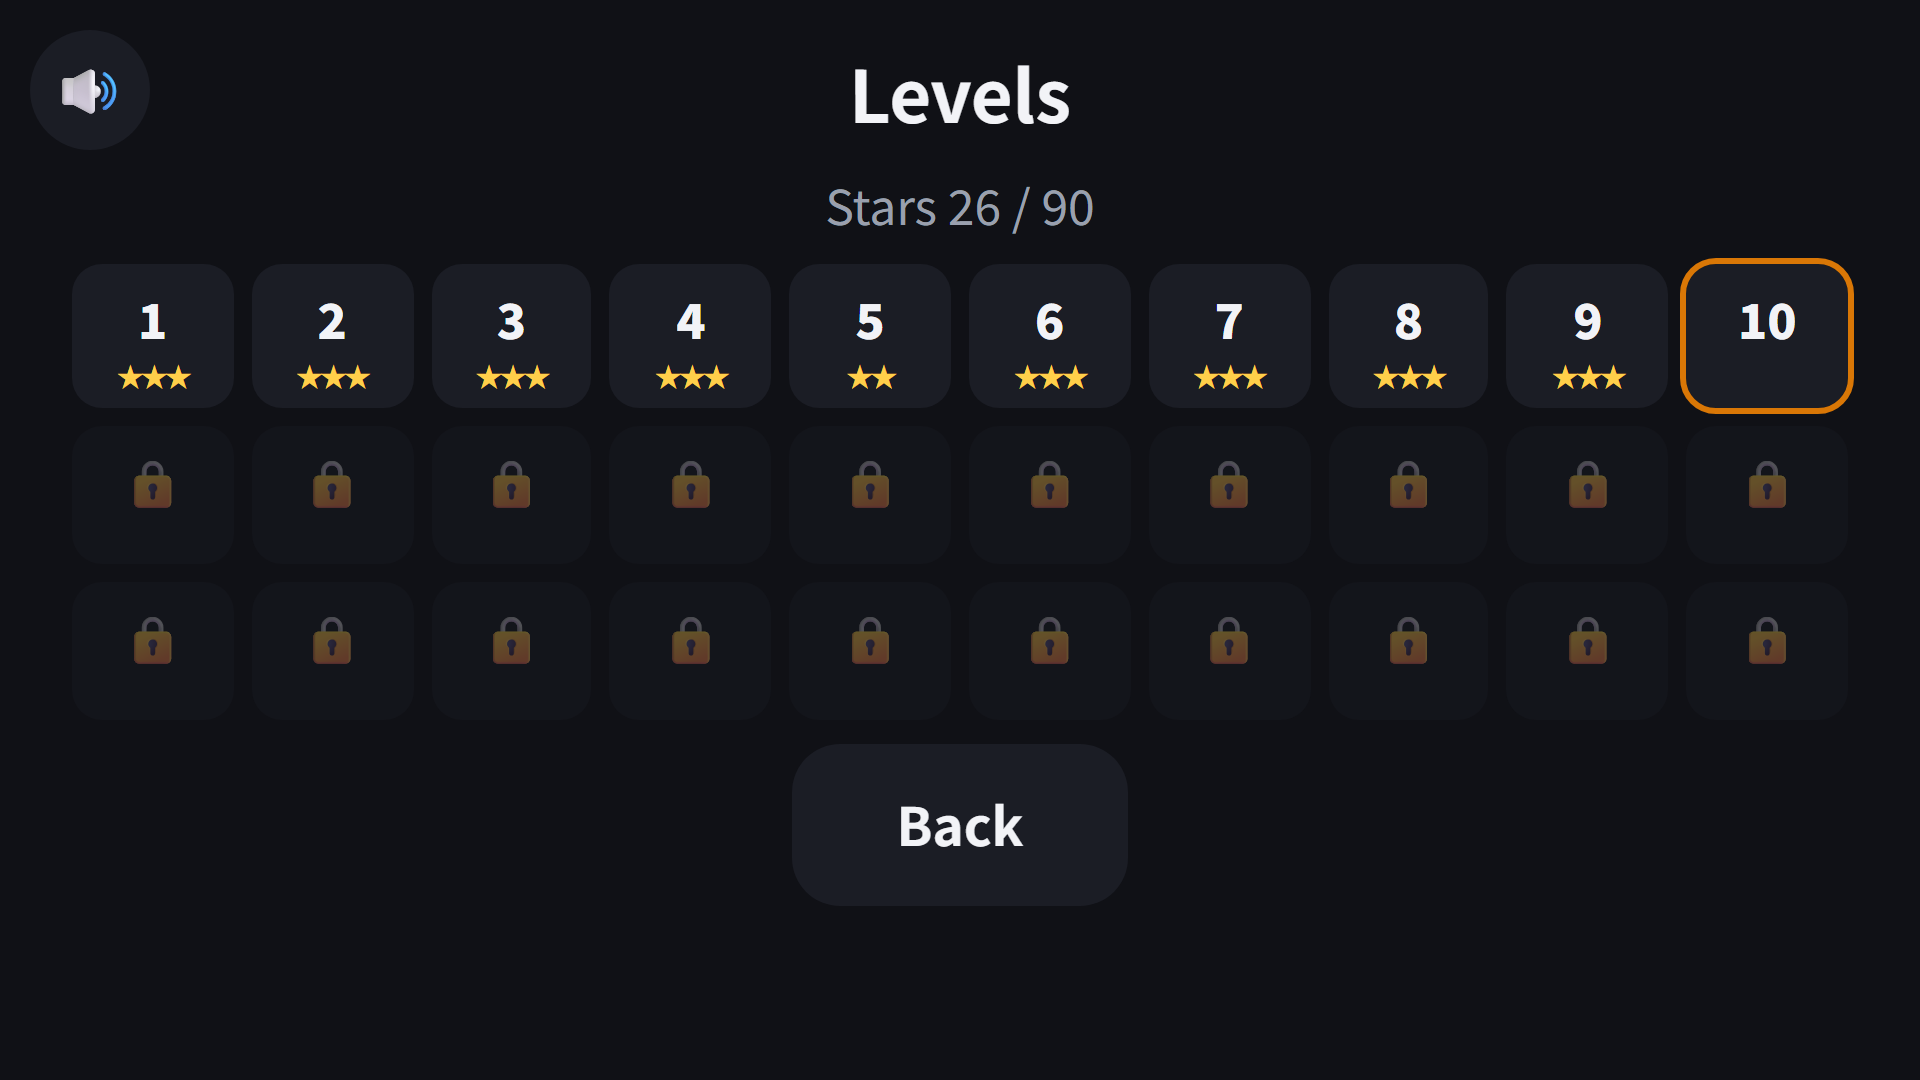 Levels
Stars 26 / 90
1 2 3 4 5 6 7 8 9 10
★★★ ★★★ ★★★ ★★★ ★★ ★★★ ★★★ ★★★ ★★★
Back